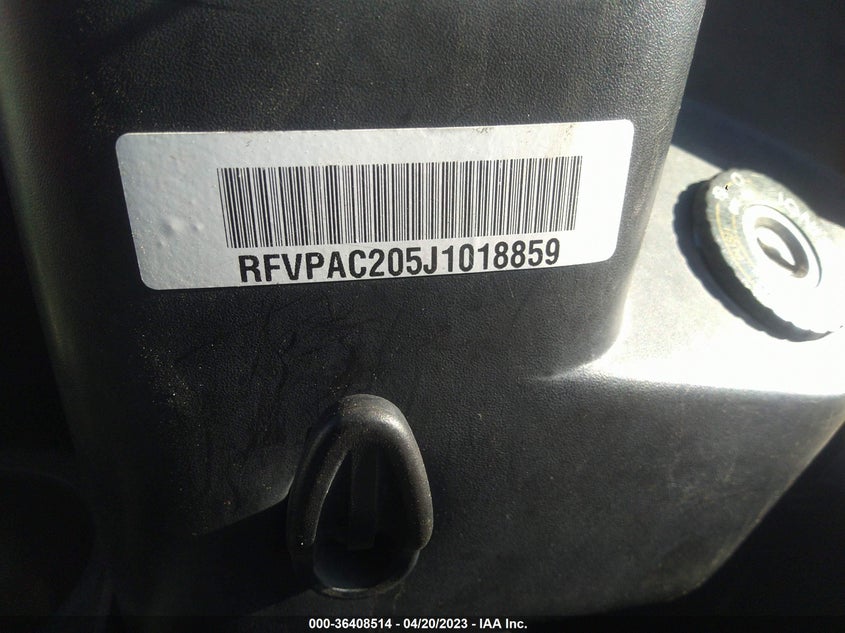 RFVPAC205J1018859
000-36408514 - 04/20/2023 - IAA Inc.